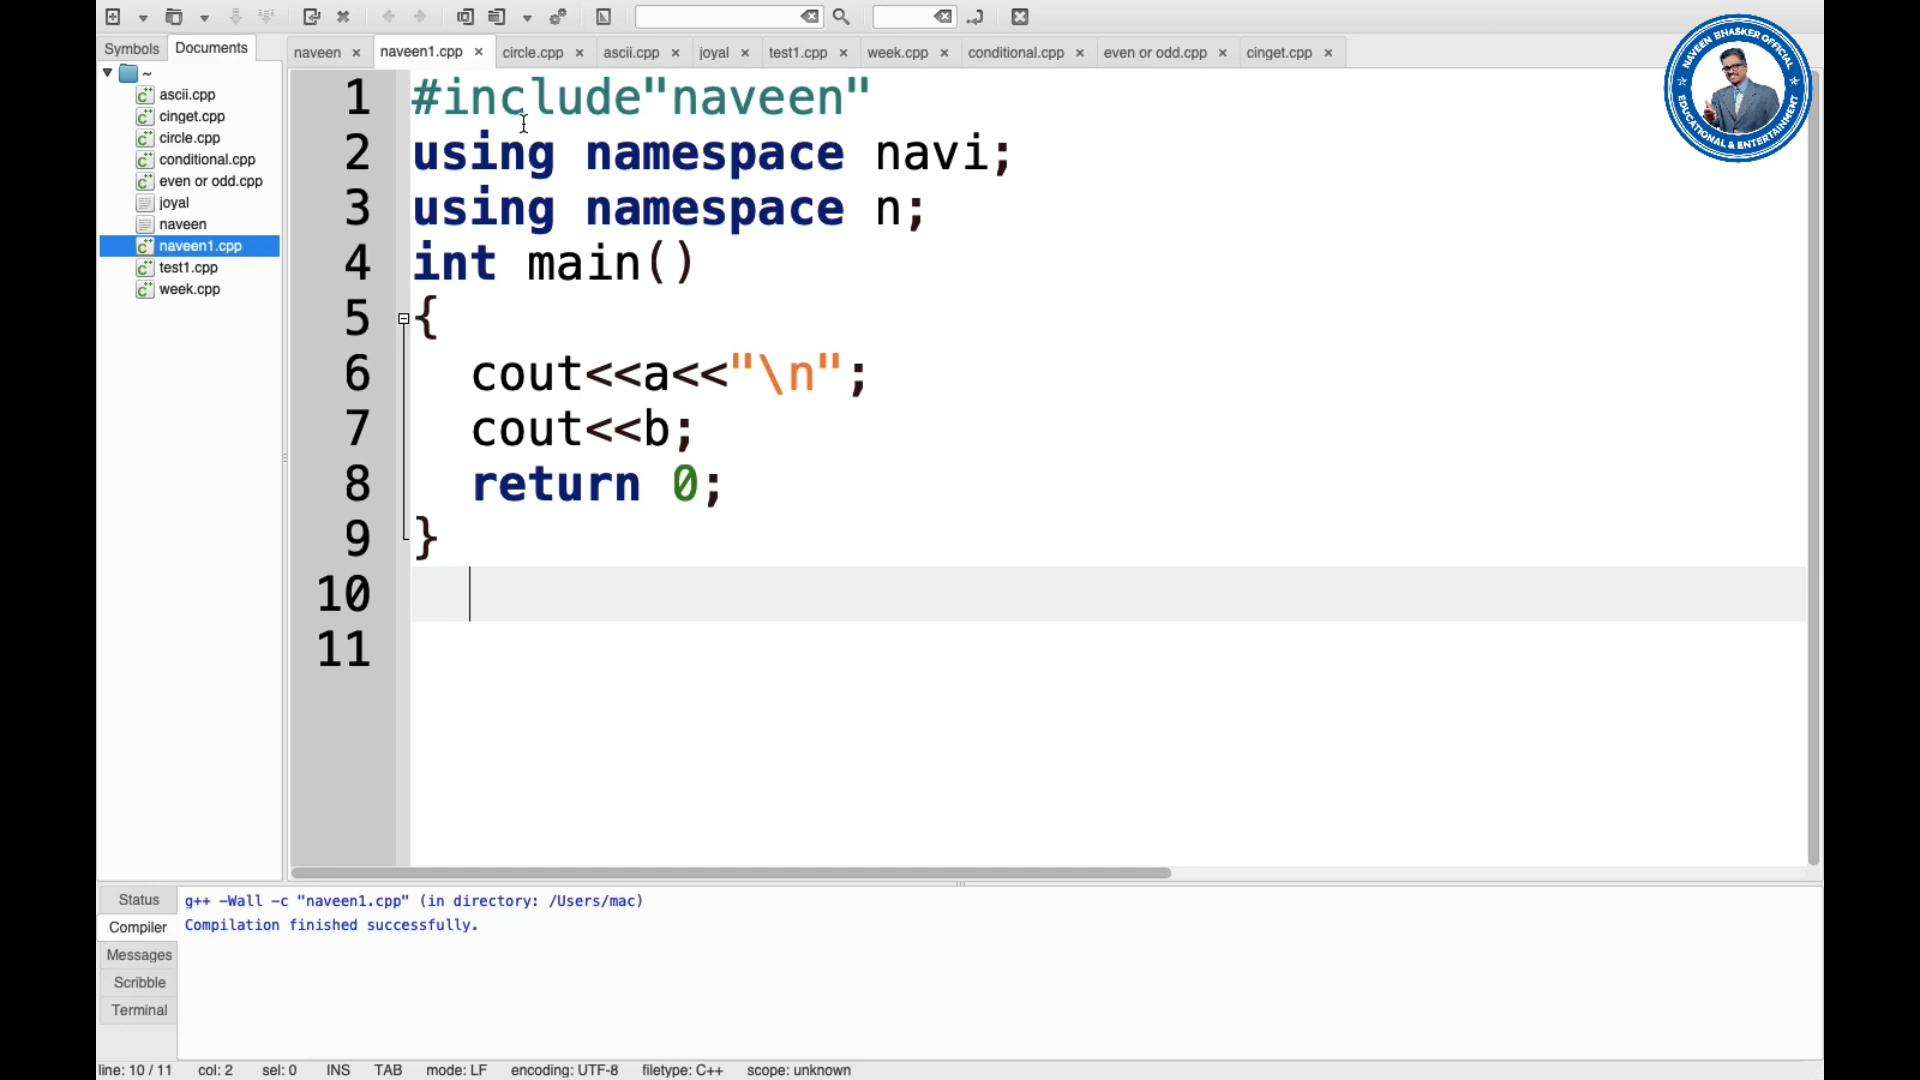 Symbols Documents naveen naveen1.cpp circle.cpp ascii.cpp joyal test1.cpp week.cpp conditional.cpp even or odd.cpp cinget.cpp
~
ascii.cpp
cinget.cpp
circle.cpp
conditional.cpp
even or odd.cpp
joyal
naveen
naveen1.cpp
test1.cpp
week.cpp
1 #include"naveen"
2 using namespace navi;
3 using namespace n;
4 int main()
5 {
6 cout<<a<<"\n";
7 cout<<b;
8 return 0;
9 }
10
11
NAVEEN BHASKER OFFICIAL
EDUCATIONAL & ENTERTAINMENT
Status
Compiler
Messages
Scribble
Terminal
g++ -Wall -c "naveen1.cpp" (in directory: /Users/mac)
Compilation finished successfully.
line: 10 / 11 col: 2 sel: 0 INS TAB mode: LF encoding: UTF-8 filetype: C++ scope: unknown